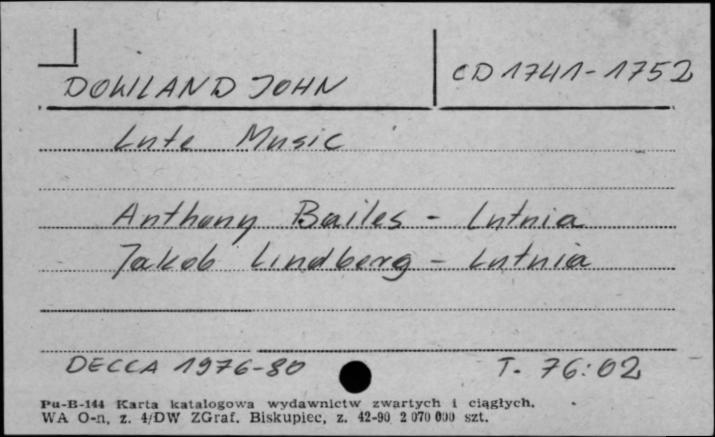 DOWLAND JOHN
CD 1741-1752
Lute Music
Anthony Bailes - lutnia
Jakob Lindberg - lutnia
DECCA 1976-80
T. 76:02
Pu-B-144 Karta katalogowa wydawnictw zwartych i ciągłych.
WA O-n, z. 4/DW ZGraf. Biskupiec, z. 42-90 2 070 000 szt.